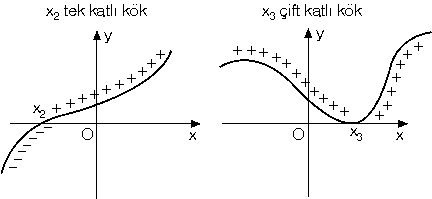 x₂ tek katlı kök
y
x₂
O
x
x₃ çift katlı kök
y
O
x₃
x